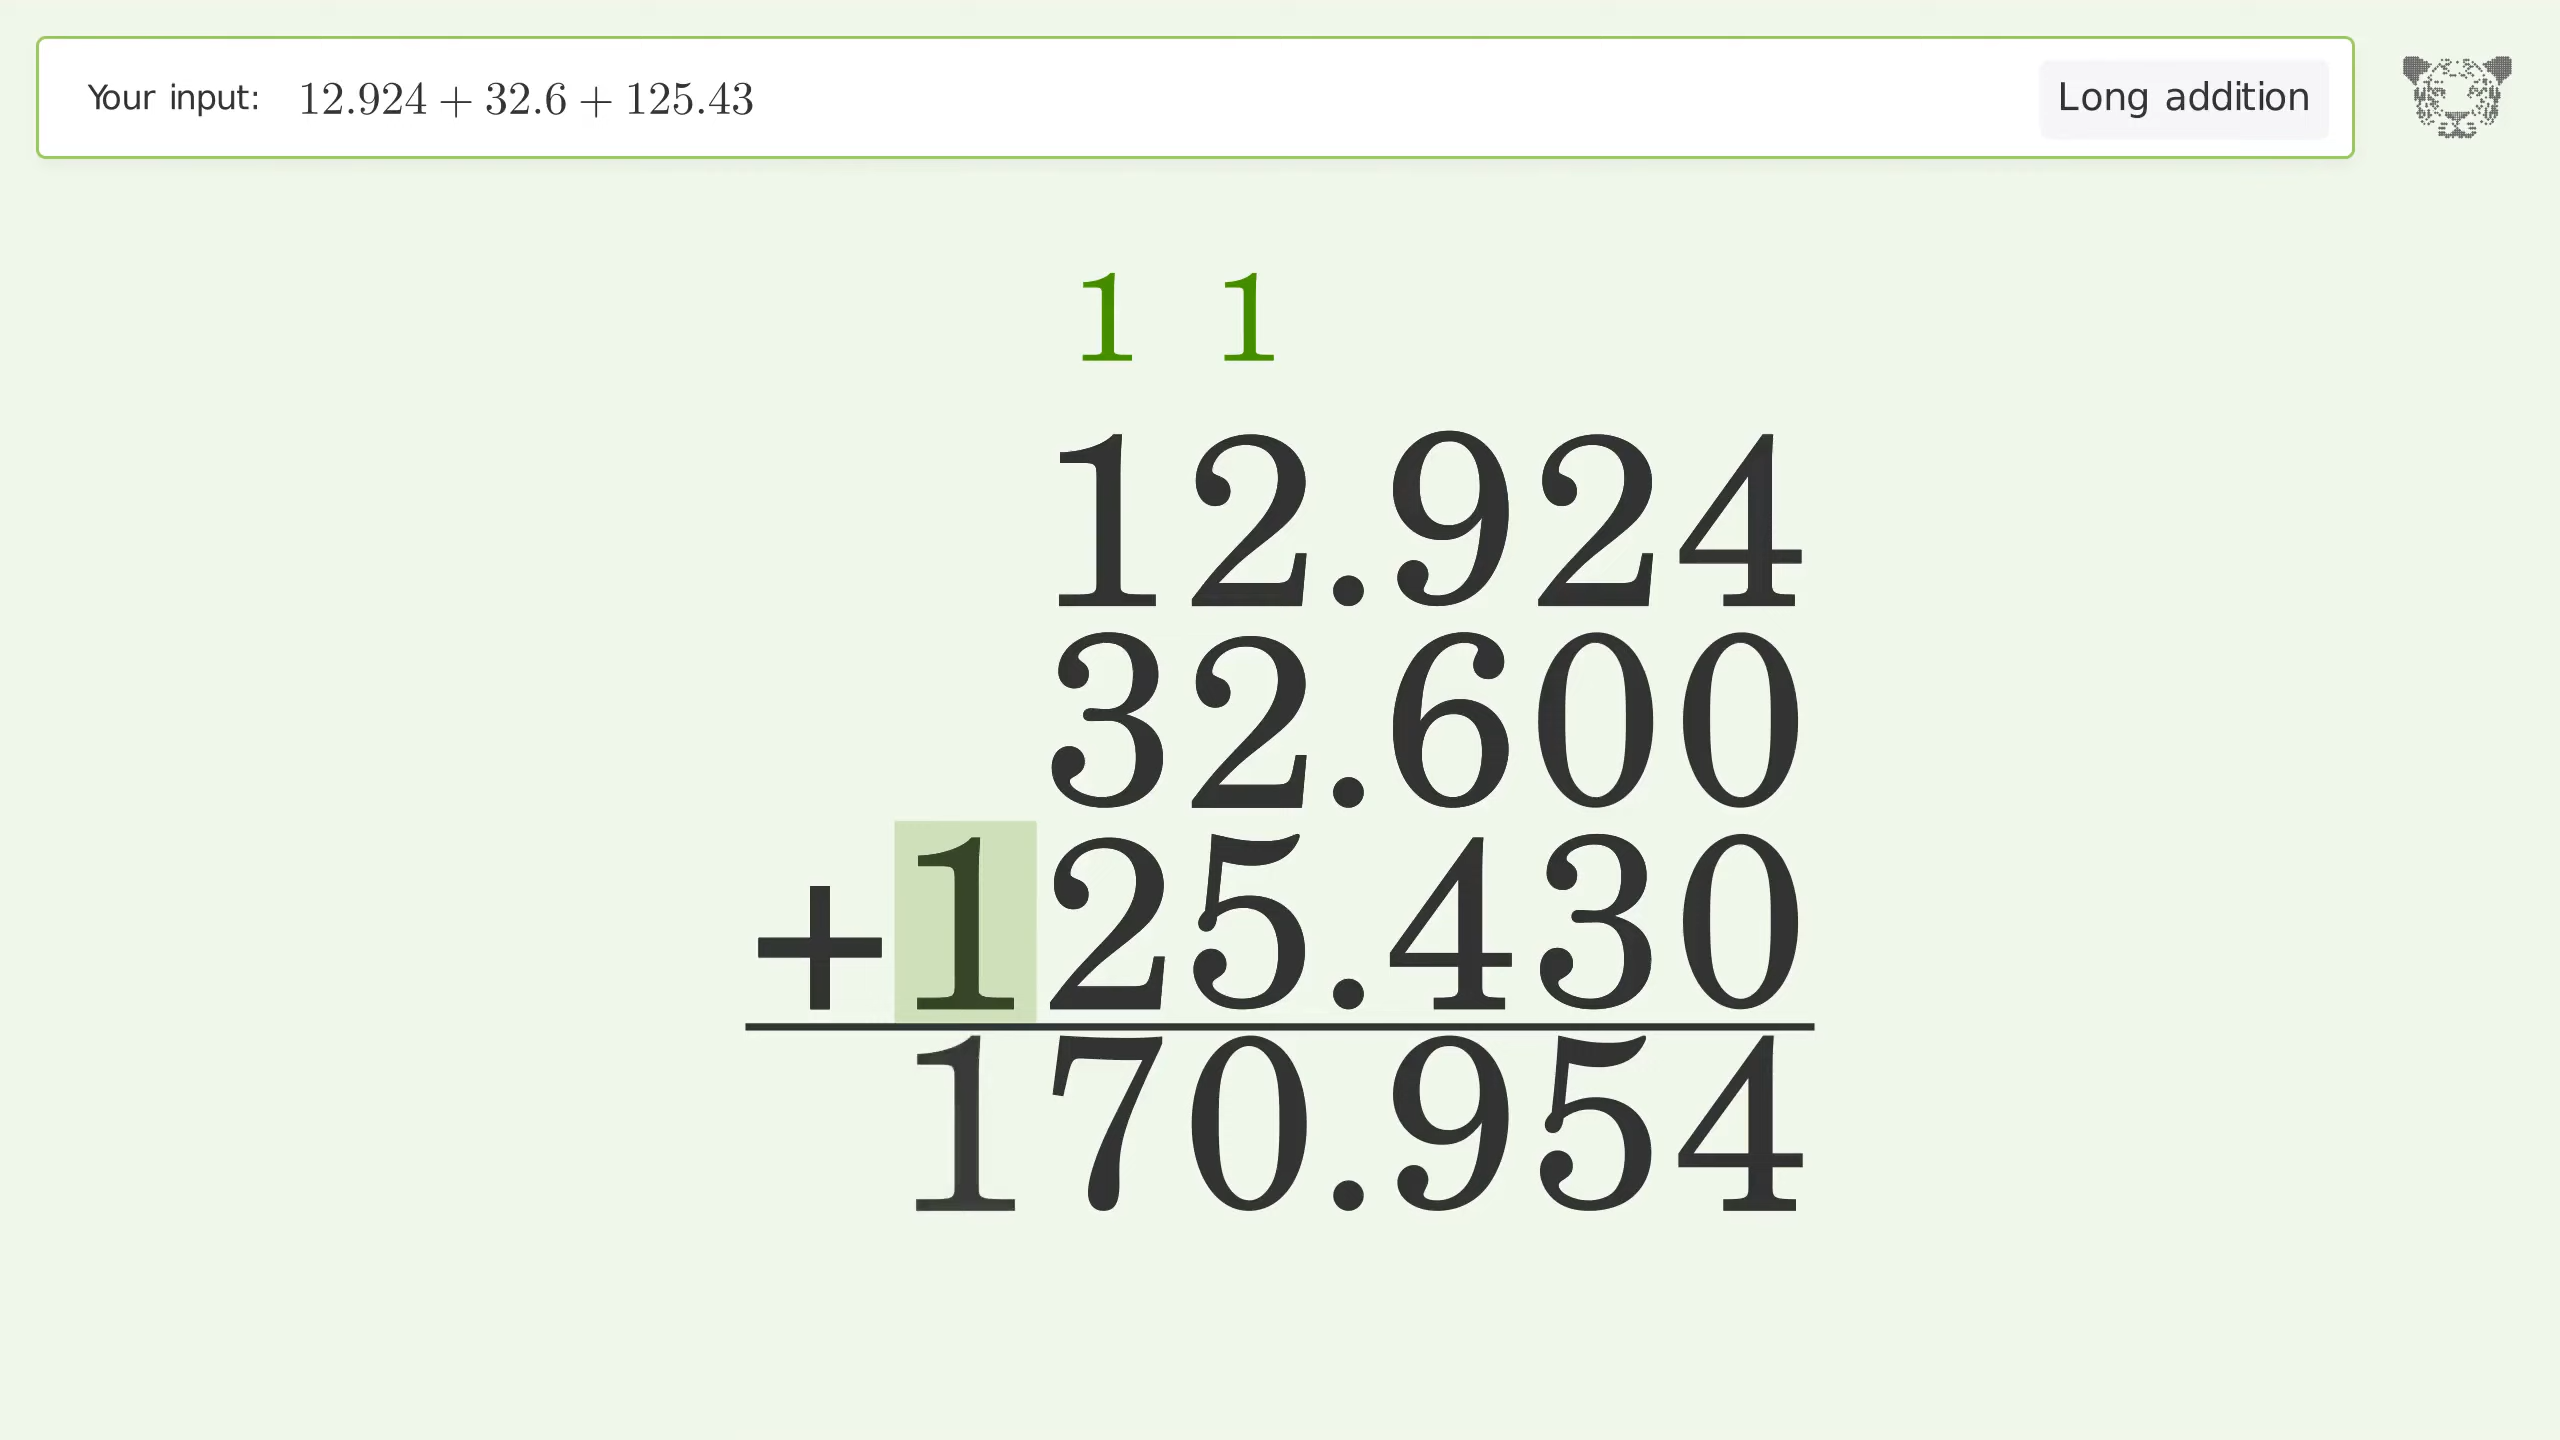 Your input: 12.924 + 32.6 + 125.43
Long addition
1 1
12.924
32.600
+125.430
170.954